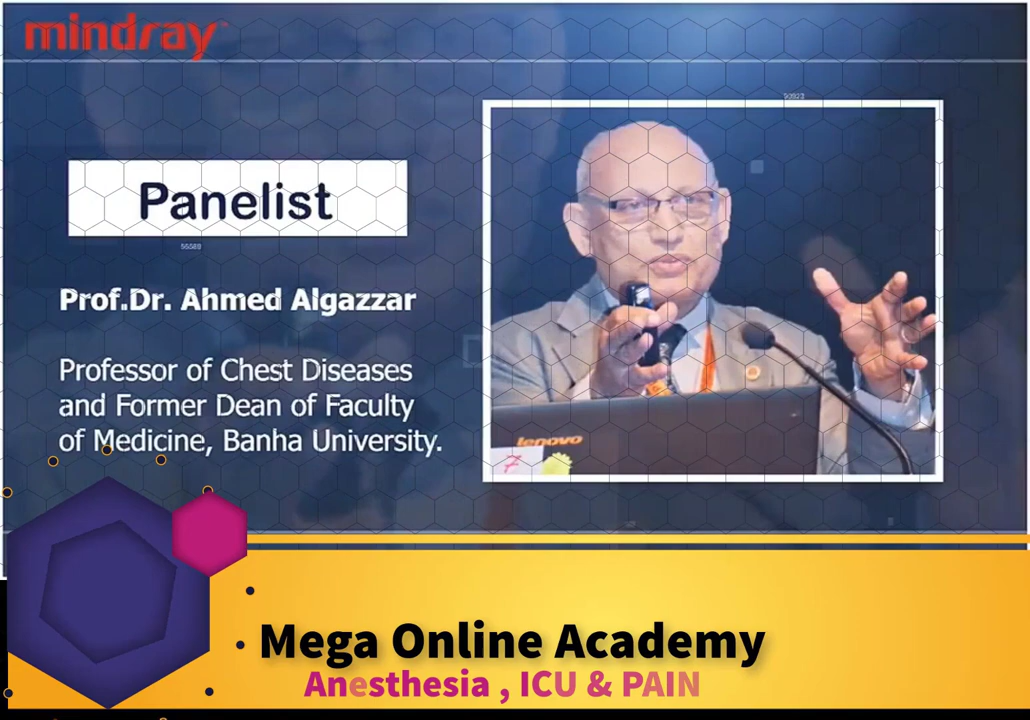 mindray
Panelist
Prof.Dr. Ahmed Algazzar
Professor of Chest Diseases
and Former Dean of Faculty
of Medicine, Banha University.
lenovo
7
Mega Online Academy
Anesthesia , ICU & PAIN